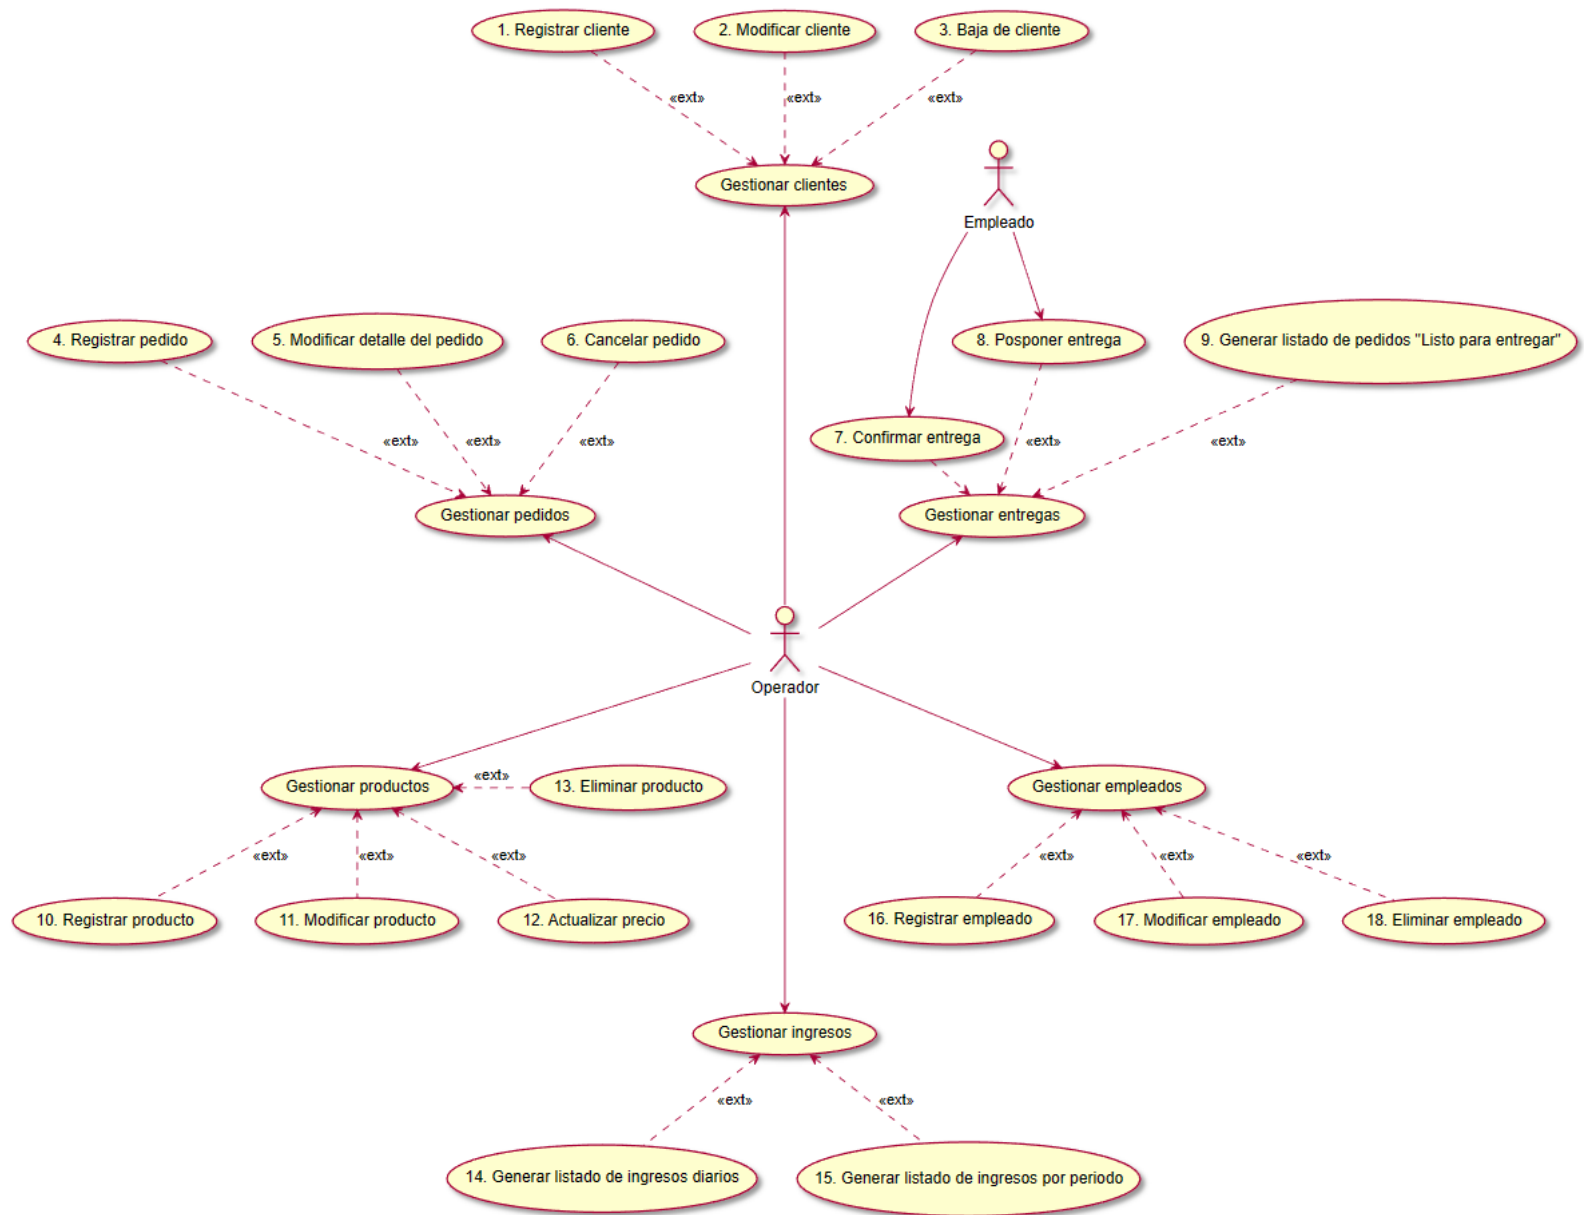 1. Registrar cliente
2. Modificar cliente
3. Baja de cliente
«ext»
«ext»
«ext»
Gestionar clientes
Empleado
4. Registrar pedido
5. Modificar detalle del pedido
6. Cancelar pedido
8. Posponer entrega
9. Generar listado de pedidos "Listo para entregar"
7. Confirmar entrega
«ext»
«ext»
«ext»
«ext»
«ext»
Gestionar pedidos
Gestionar entregas
Operador
Gestionar productos
«ext»
13. Eliminar producto
Gestionar empleados
«ext»
«ext»
«ext»
«ext»
«ext»
«ext»
10. Registrar producto
11. Modificar producto
12. Actualizar precio
16. Registrar empleado
17. Modificar empleado
18. Eliminar empleado
Gestionar ingresos
«ext»
«ext»
14. Generar listado de ingresos diarios
15. Generar listado de ingresos por periodo